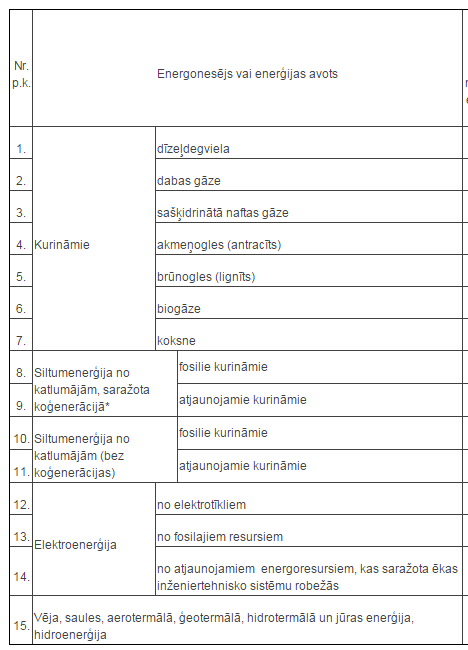 Nr.
p.k.
Energonesējs vai enerģijas avots
1.
Kurināmie
dīzeļdegviela
2.
dabas gāze
3.
sašķidrinātā naftas gāze
4.
akmeņogles (antracīts)
5.
brūnogles (lignīts)
6.
biogāze
7.
koksne
8.
Siltumenerģija no
katlumājām, saražota
koģenerācijā*
fosilie kurināmie
9.
atjaunojamie kurināmie
10.
Siltumenerģija no
katlumājām (bez
koģenerācijas)
fosilie kurināmie
11.
atjaunojamie kurināmie
12.
Elektroenerģija
no elektrotīkliem
13.
no fosilajiem resursiem
14.
no atjaunojamiem energoresursiem, kas saražota ēkas
inženiertehnisko sistēmu robežās
15.
Vēja, saules, aerotermālā, ģeotermālā, hidrotermālā un jūras enerģija,
hidroenerģija